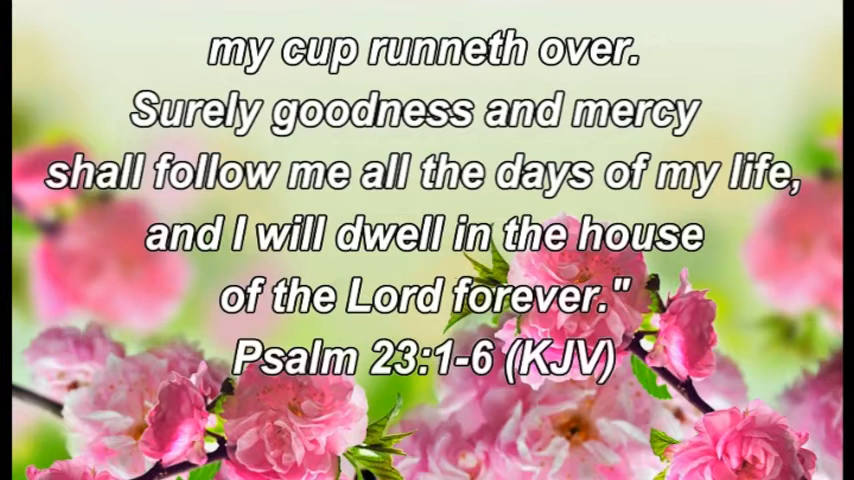 my cup runneth over.
Surely goodness and mercy
shall follow me all the days of my life,
and I will dwell in the house
of the Lord forever."
Psalm 23:1-6 (KJV)